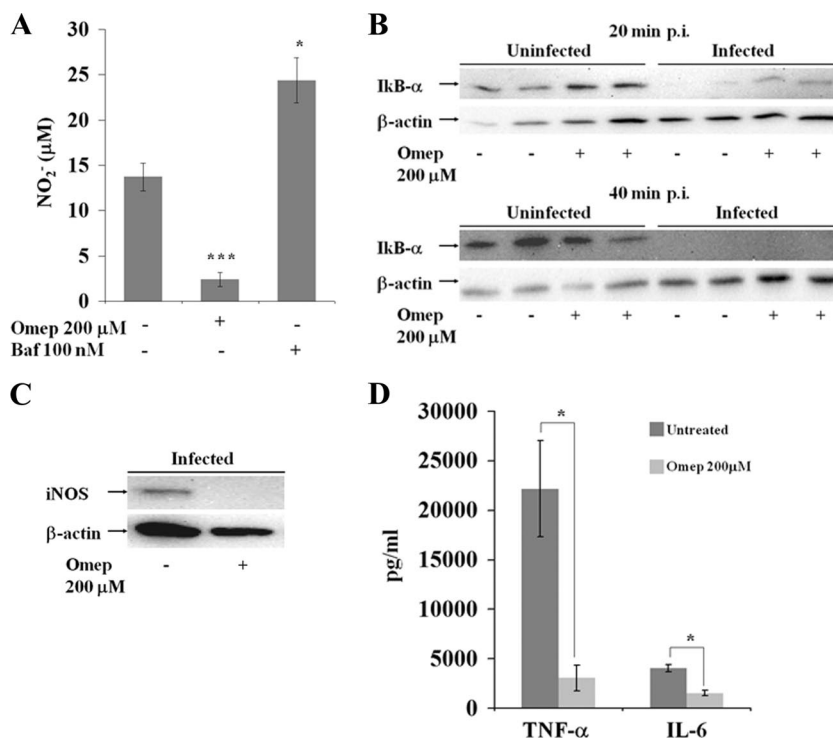 A
30
25
20
15
10
5
0
NO₂⁻ (μM)
*
***
Omep 200 μM - + -
Baf 100 nM - - +
B
20 min p.i.
Uninfected Infected
IkB-α
β-actin
Omep - - + + - - + +
200 μM
40 min p.i.
Uninfected Infected
IkB-α
β-actin
Omep - - + + - - + +
200 μM
C
Infected
iNOS
β-actin
Omep - +
200 μM
D
30000
25000
20000
15000
10000
5000
0
pg/ml
*
*
Untreated
Omep 200μM
TNF-α IL-6